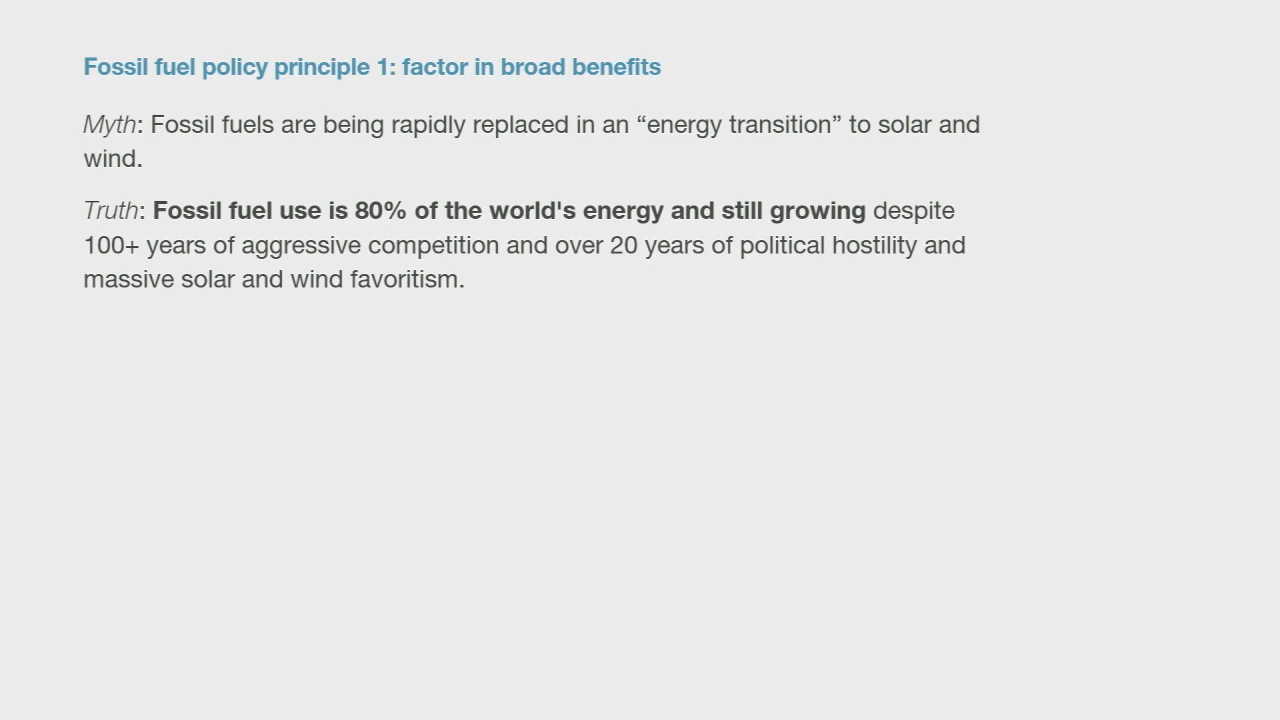 Fossil fuel policy principle 1: factor in broad benefits
Myth: Fossil fuels are being rapidly replaced in an “energy transition” to solar and
wind.
Truth: Fossil fuel use is 80% of the world's energy and still growing despite
100+ years of aggressive competition and over 20 years of political hostility and
massive solar and wind favoritism.